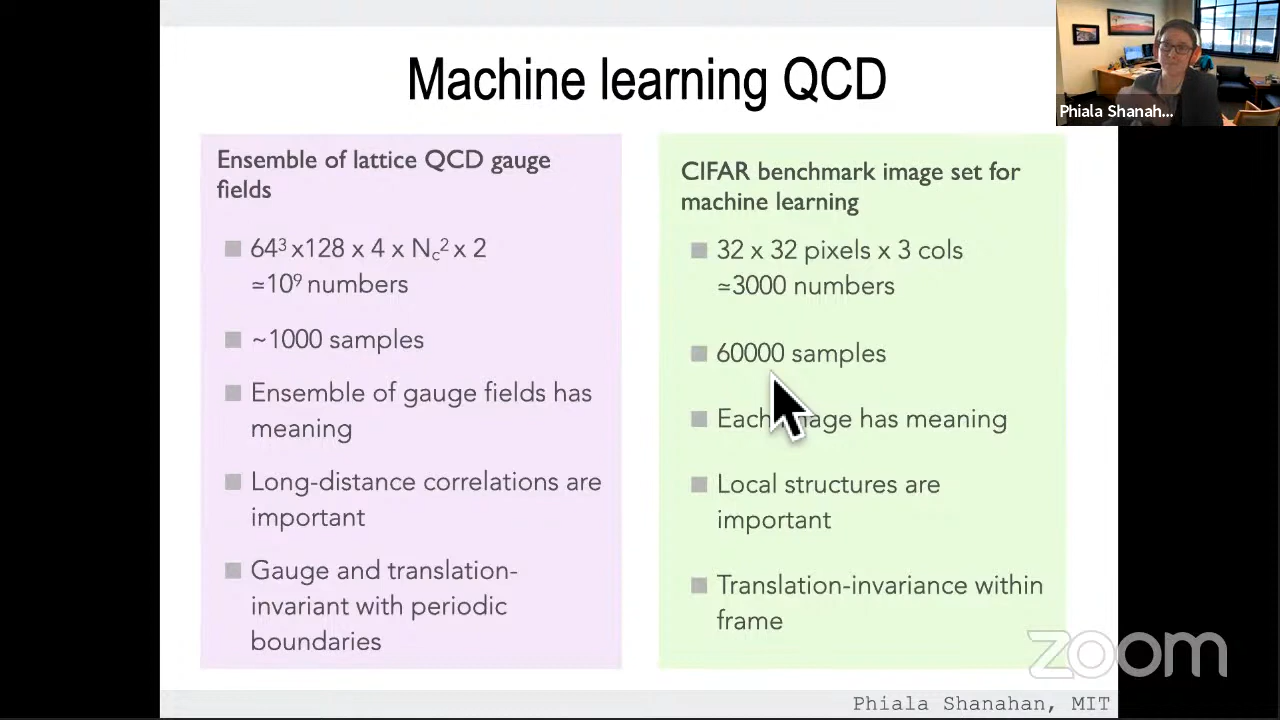 Machine learning QCD
Phiala Shanah...
Ensemble of lattice QCD gauge
fields
64³ x128 x 4 x N꜀² x 2
≃10⁹ numbers
~1000 samples
Ensemble of gauge fields has
meaning
Long-distance correlations are
important
Gauge and translation-
invariant with periodic
boundaries
CIFAR benchmark image set for
machine learning
32 x 32 pixels x 3 cols
≃3000 numbers
60000 samples
Each image has meaning
Local structures are
important
Translation-invariance within
frame
zoom
Phiala Shanahan, MIT